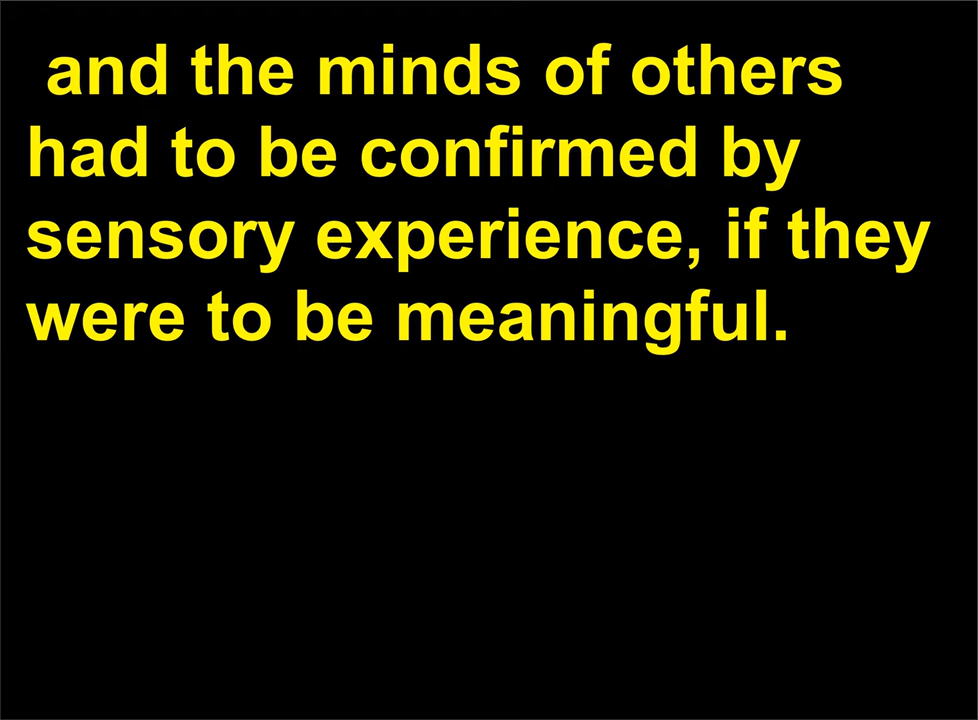 and the minds of others
had to be confirmed by
sensory experience, if they
were to be meaningful.